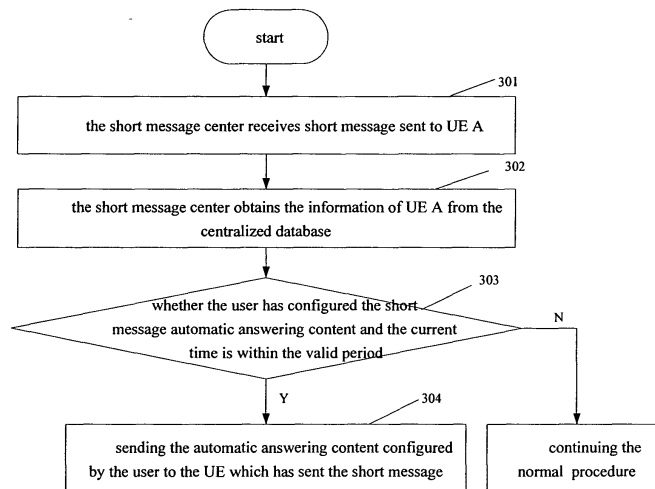 start
301
the short message center receives short message sent to UE A
302
the short message center obtains the information of UE A from the
centralized database
303
whether the user has configured the short
message automatic answering content and the current
time is within the valid period
N
Y
304
sending the automatic answering content configured
by the user to the UE which has sent the short message
continuing the
normal procedure